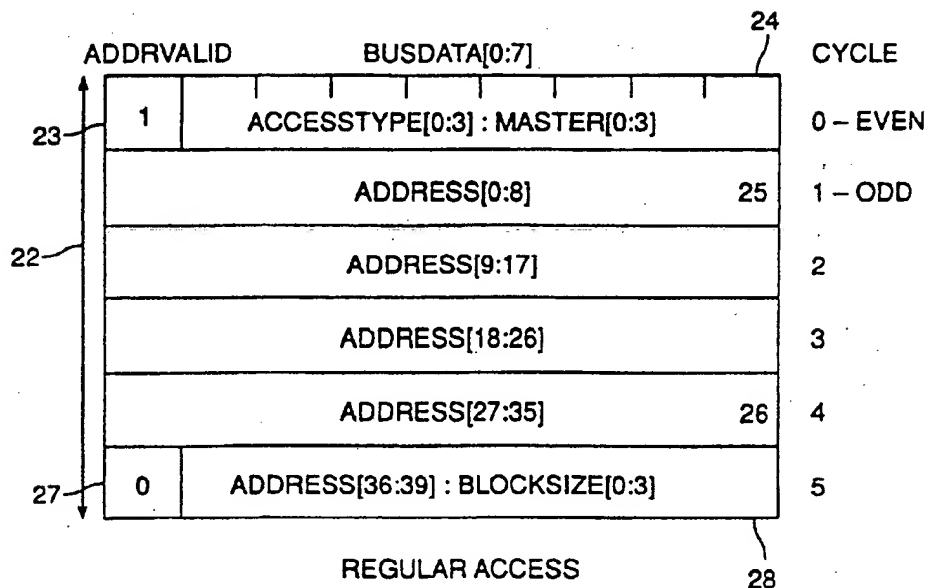 24
ADDRVALID BUSDATA[0:7] CYCLE
23 1 ACCESSTYPE[0:3] : MASTER[0:3] 0 – EVEN
ADDRESS[0:8] 25 1 – ODD
22 ADDRESS[9:17] 2
ADDRESS[18:26] 3
ADDRESS[27:35] 26 4
27 0 ADDRESS[36:39] : BLOCKSIZE[0:3] 5
REGULAR ACCESS 28